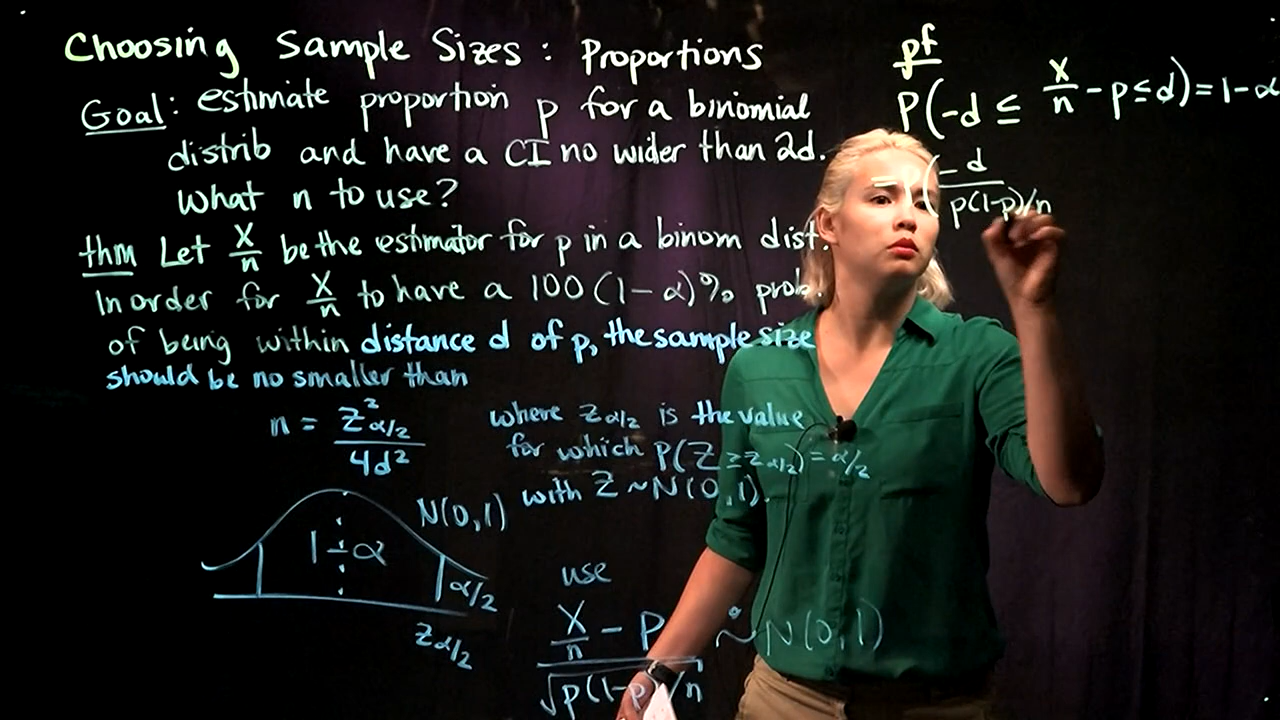 Choosing Sample Sizes: Proportions
Goal: estimate proportion p for a binomial
distrib and have a CI no wider than 2d.
What n to use?
thm Let X/n be the estimator for p in a binom dist.
In order for X/n to have a 100(1-α)% prob.
of being within distance d of p, the sample size
should be no smaller than
n = z²α/2 / 4d²
where zα/2 is the value
for which P(Z ≥ zα/2) = α/2
with Z ~ N(0,1).
N(0,1)
1-α
α/2
zα/2
use
X/n - P
√p(1-p)/n
~ N(0,1)
pf
P(-d ≤ X/n - p ≤ d) = 1-α
(-d
p(1-p)/n